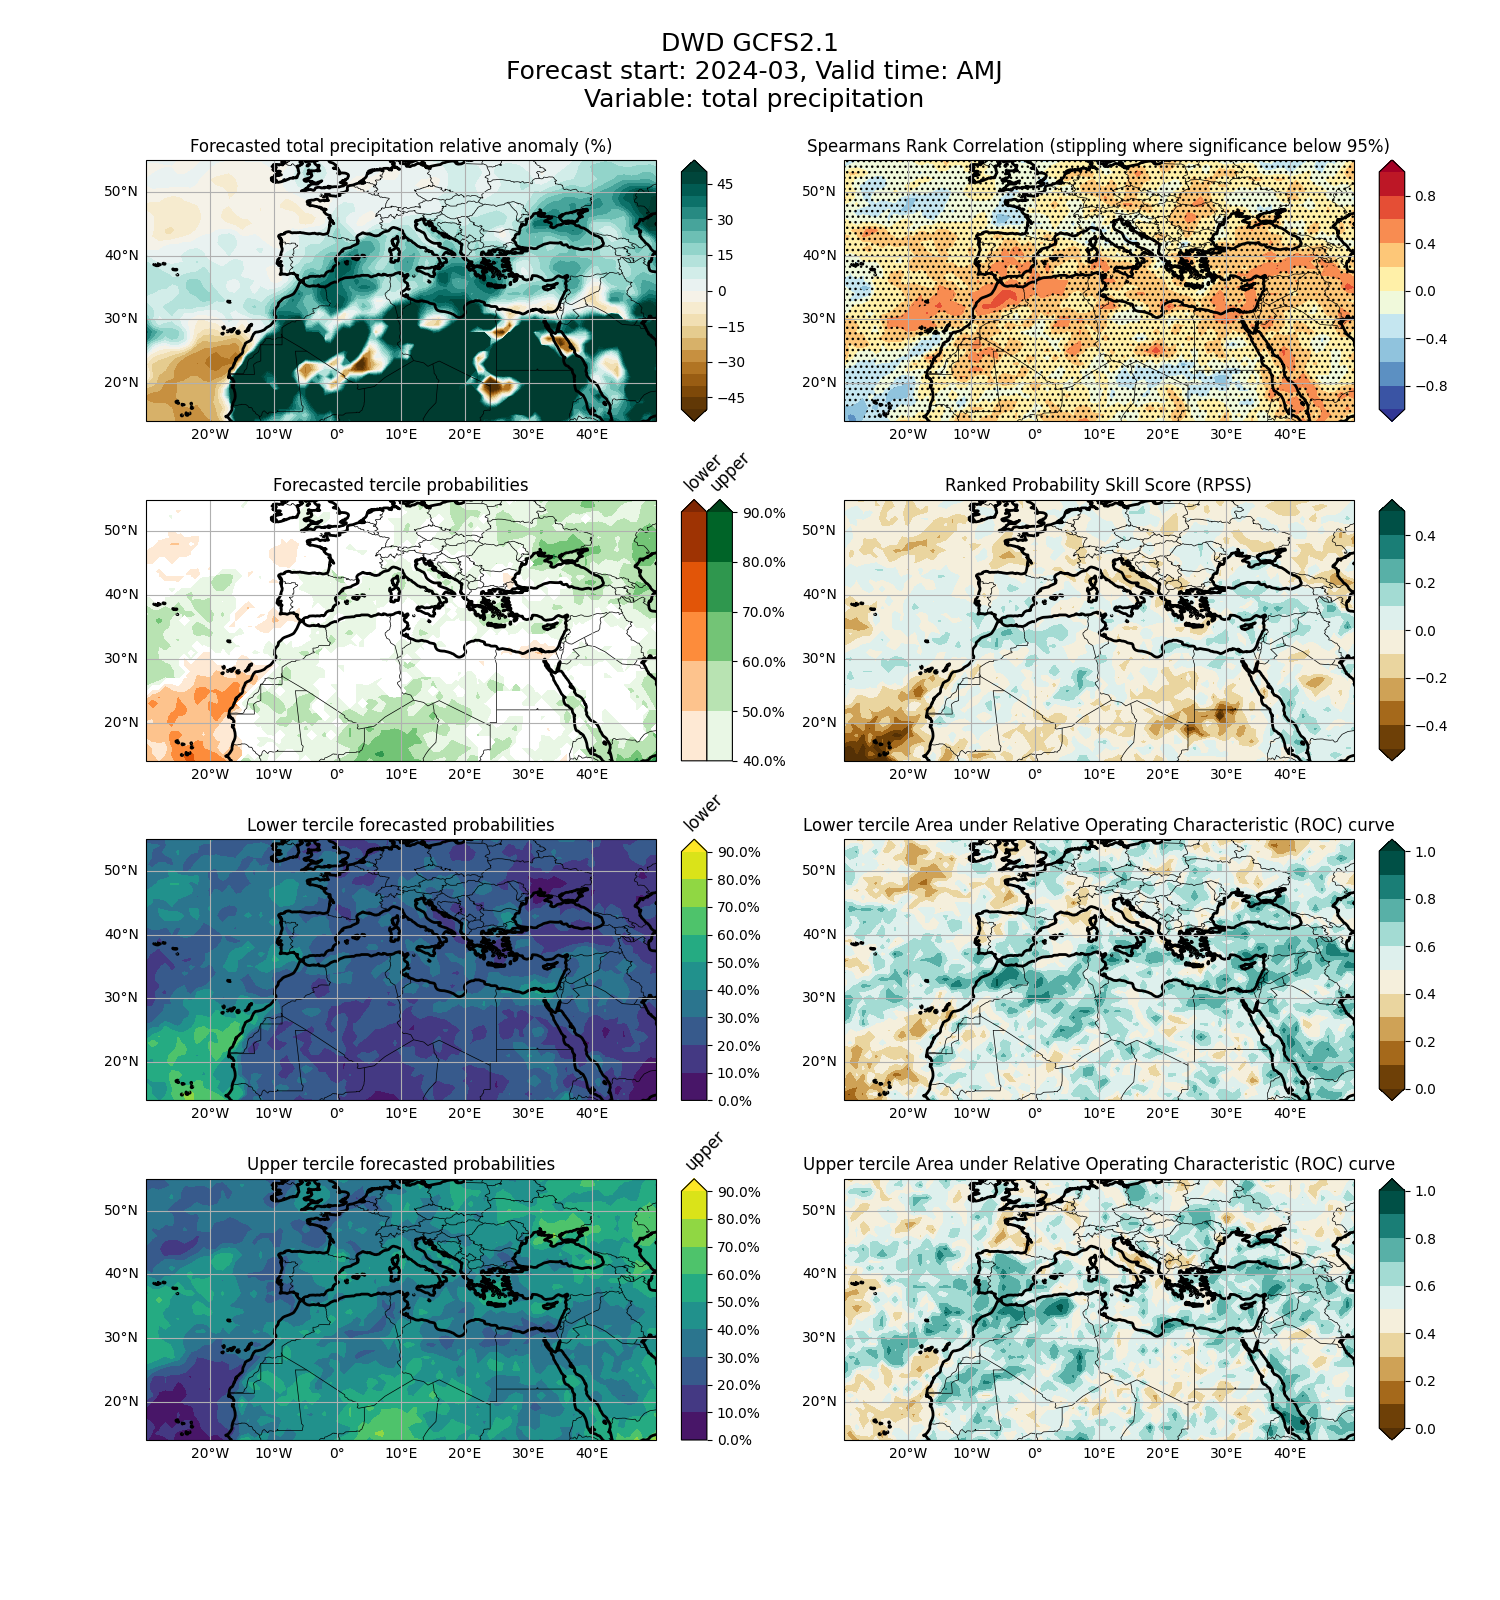 DWD GCFS2.1
Forecast start: 2024-03, Valid time: AMJ
Variable: total precipitation
Forecasted total precipitation relative anomaly (%)
50°N
40°N
30°N
20°N
20°W 10°W 0° 10°E 20°E 30°E 40°E
45
30
15
0
−15
−30
−45
Spearmans Rank Correlation (stippling where significance below 95%)
50°N
40°N
30°N
20°N
20°W 10°W 0° 10°E 20°E 30°E 40°E
0.8
0.4
0.0
−0.4
−0.8
Forecasted tercile probabilities
50°N
40°N
30°N
20°N
20°W 10°W 0° 10°E 20°E 30°E 40°E
lower
upper
90.0%
80.0%
70.0%
60.0%
50.0%
40.0%
Ranked Probability Skill Score (RPSS)
50°N
40°N
30°N
20°N
20°W 10°W 0° 10°E 20°E 30°E 40°E
0.4
0.2
0.0
−0.2
−0.4
Lower tercile forecasted probabilities
50°N
40°N
30°N
20°N
20°W 10°W 0° 10°E 20°E 30°E 40°E
lower
90.0%
80.0%
70.0%
60.0%
50.0%
40.0%
30.0%
20.0%
10.0%
0.0%
Lower tercile Area under Relative Operating Characteristic (ROC) curve
50°N
40°N
30°N
20°N
20°W 10°W 0° 10°E 20°E 30°E 40°E
1.0
0.8
0.6
0.4
0.2
0.0
Upper tercile forecasted probabilities
50°N
40°N
30°N
20°N
20°W 10°W 0° 10°E 20°E 30°E 40°E
upper
90.0%
80.0%
70.0%
60.0%
50.0%
40.0%
30.0%
20.0%
10.0%
0.0%
Upper tercile Area under Relative Operating Characteristic (ROC) curve
50°N
40°N
30°N
20°N
20°W 10°W 0° 10°E 20°E 30°E 40°E
1.0
0.8
0.6
0.4
0.2
0.0